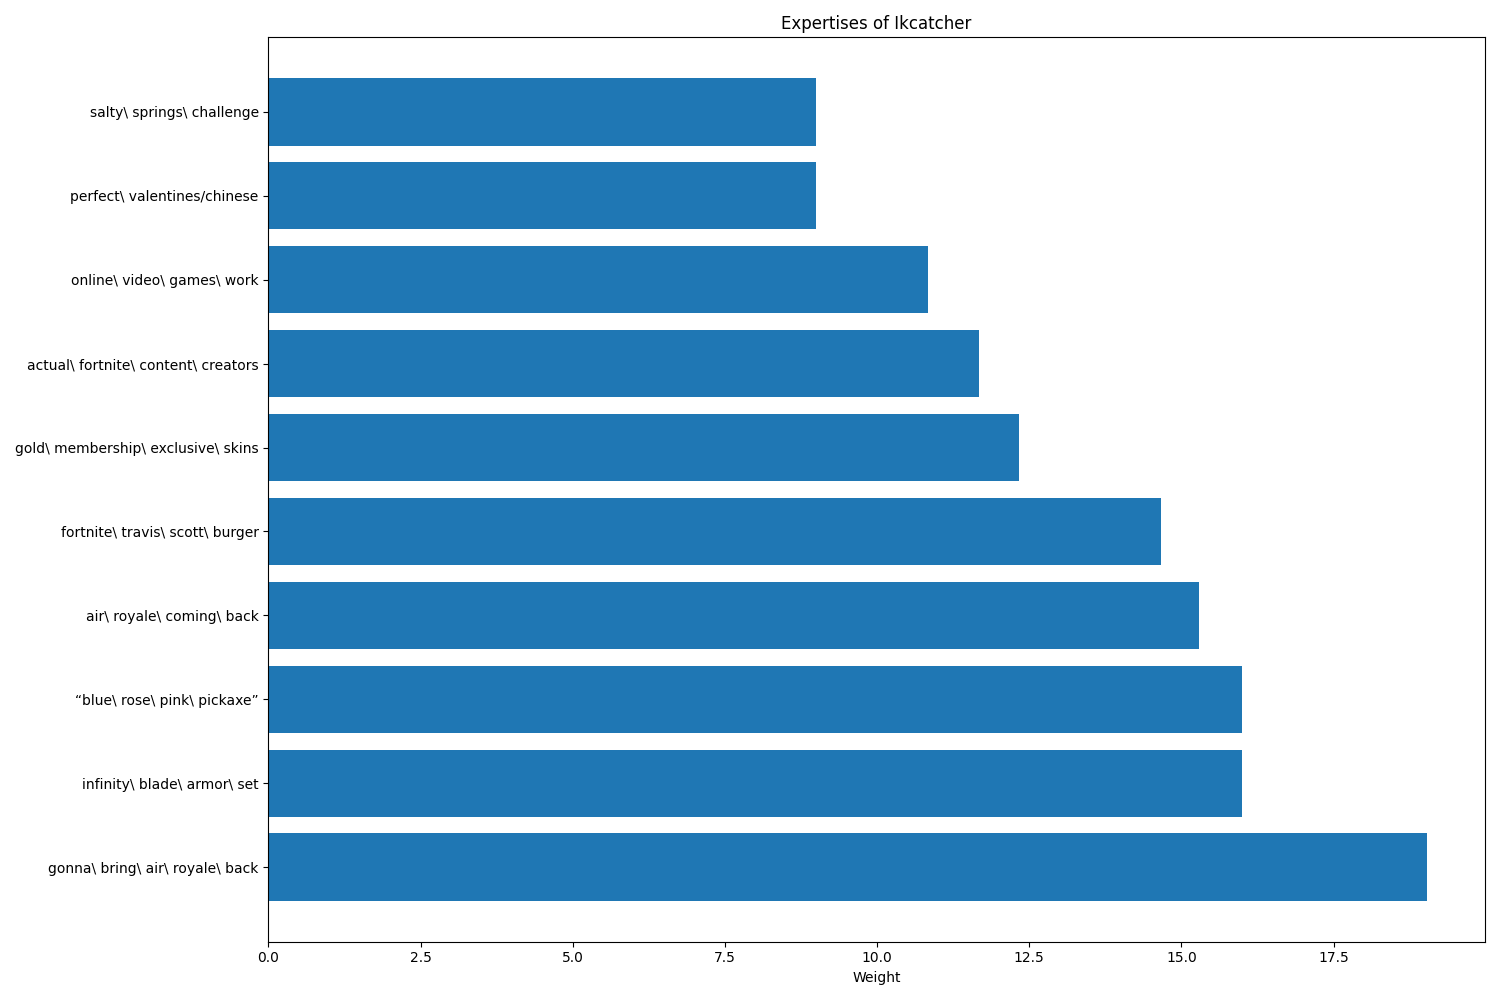 Expertises of Ikcatcher
salty\ springs\ challenge
perfect\ valentines/chinese
online\ video\ games\ work
actual\ fortnite\ content\ creators
gold\ membership\ exclusive\ skins
fortnite\ travis\ scott\ burger
air\ royale\ coming\ back
“blue\ rose\ pink\ pickaxe”
infinity\ blade\ armor\ set
gonna\ bring\ air\ royale\ back
0.0 2.5 5.0 7.5 10.0 12.5 15.0 17.5
Weight